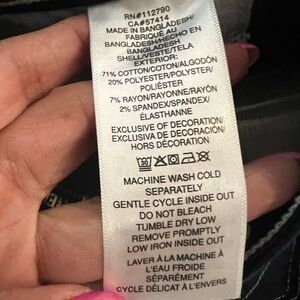 RN#112790
CA#57414
MADE IN BANGLADESH/
FABRIQUÉ AU
BANGLADESH/HECHO EN
BANGLADESH
SHELL/VESTE/TELA
EXTERIOR:
71% COTTON/COTON/ALGODÓN
20% POLYESTER/POLYESTER/
POLIÉSTER
7% RAYON/RAYONNE/RAYÓN
2% SPANDEX/SPANDEX/
ÉLASTHANNE
EXCLUSIVE OF DECORATION/
EXCLUSIVA DE DECORACIÓN/
HORS DÉCORATION
30
MACHINE WASH COLD
SEPARATELY
GENTLE CYCLE INSIDE OUT
DO NOT BLEACH
TUMBLE DRY LOW
REMOVE PROMPTLY
LOW IRON INSIDE OUT
LAVER À LA MACHINE À
L'EAU FROIDE
SÉPARÉMENT
CYCLE DÉLICAT À L'ENVERS